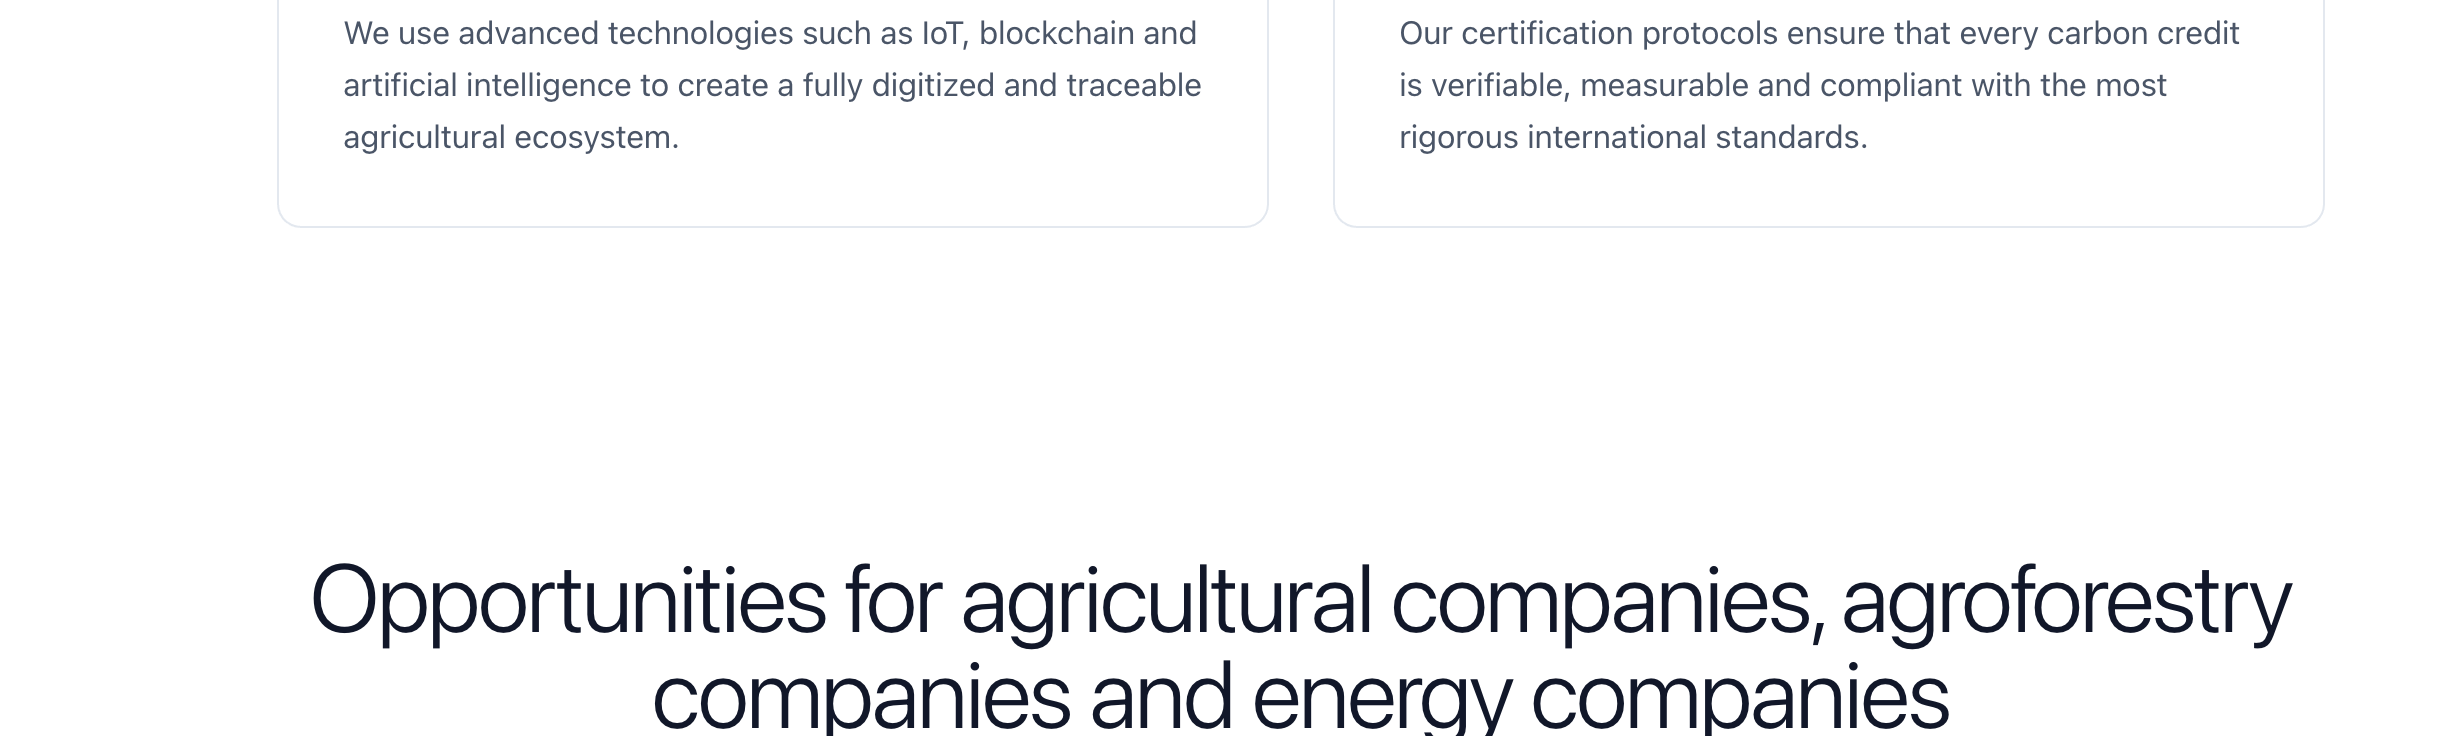 We use advanced technologies such as IoT, blockchain and
artificial intelligence to create a fully digitized and traceable
agricultural ecosystem.
Our certification protocols ensure that every carbon credit
is verifiable, measurable and compliant with the most
rigorous international standards.
Opportunities for agricultural companies, agroforestry
companies and energy companies